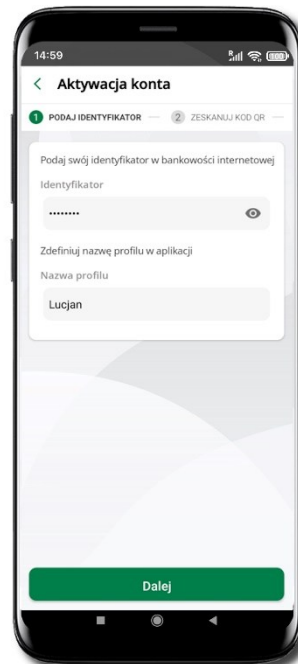 14:59
Aktywacja konta
1 PODAJ IDENTYFIKATOR 2 ZESKANUJ KOD QR
Podaj swój identyfikator w bankowości internetowej
Identyfikator
••••••••
Zdefiniuj nazwę profilu w aplikacji
Nazwa profilu
Lucjan
Dalej